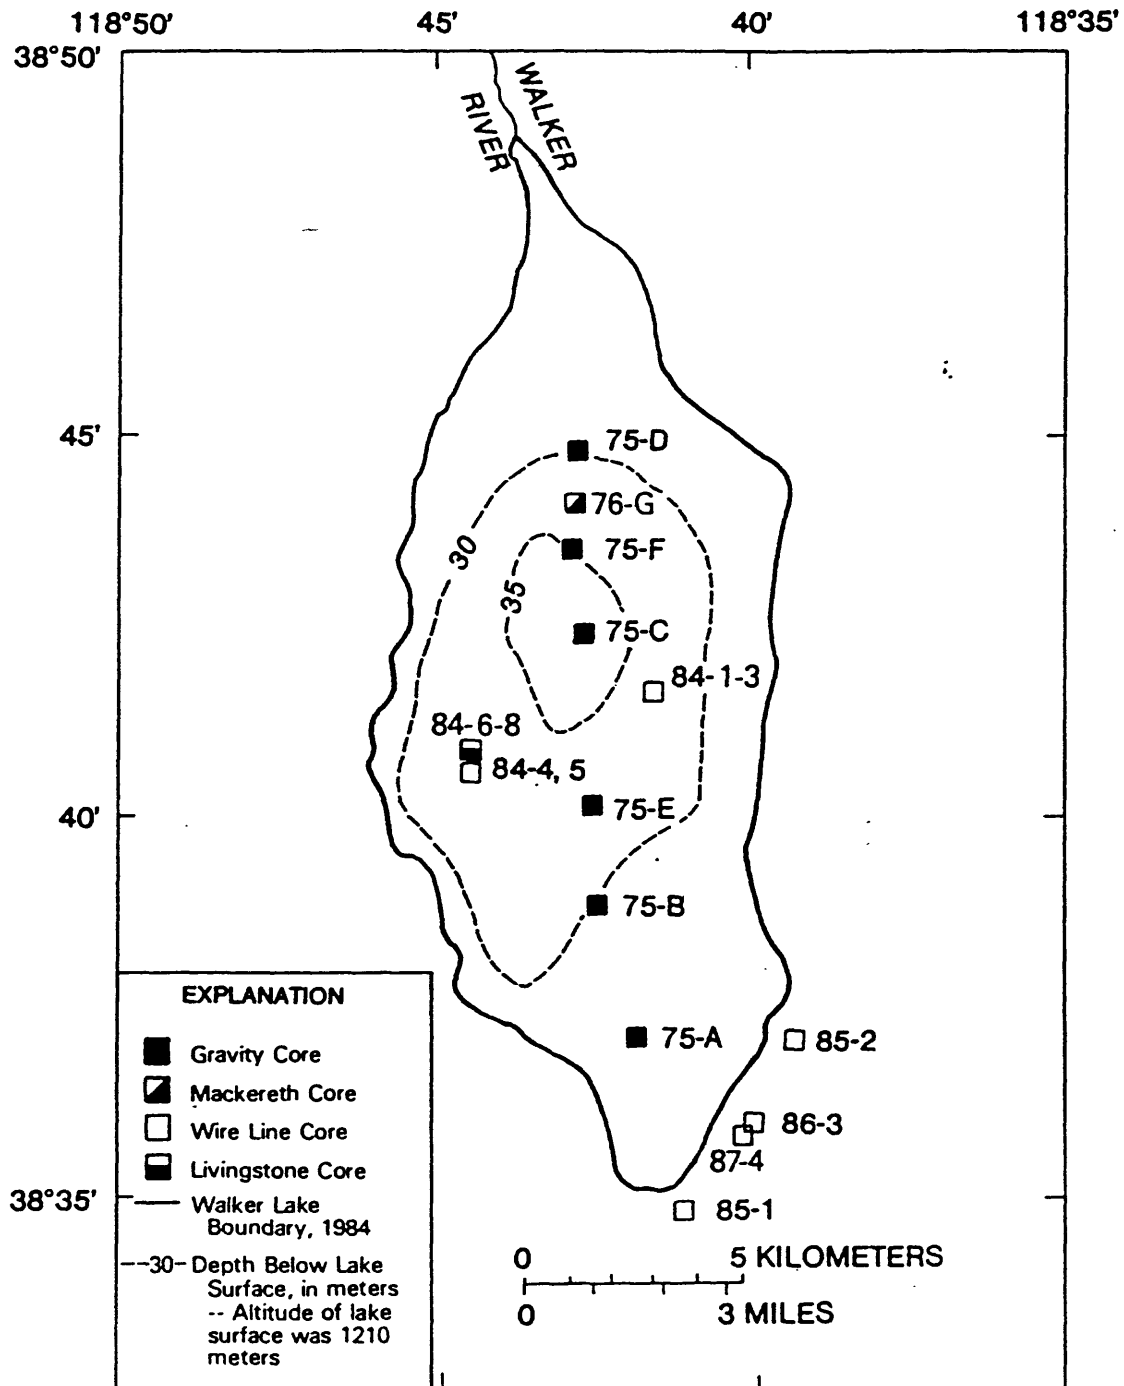 118°50' 45' 40' 118°35'
38°50'
WALKER
RIVER
45'
75-D
76-G
30
75-F
35
75-C
84-1-3
84-6-8
84-4, 5
75-E
40'
75-B
EXPLANATION
Gravity Core
Mackereth Core
Wire Line Core
Livingstone Core
Walker Lake
Boundary, 1984
--30- Depth Below Lake
Surface, in meters
-- Altitude of lake
surface was 1210
meters
75-A
85-2
86-3
87-4
38°35'
85-1
0 5 KILOMETERS
0 3 MILES